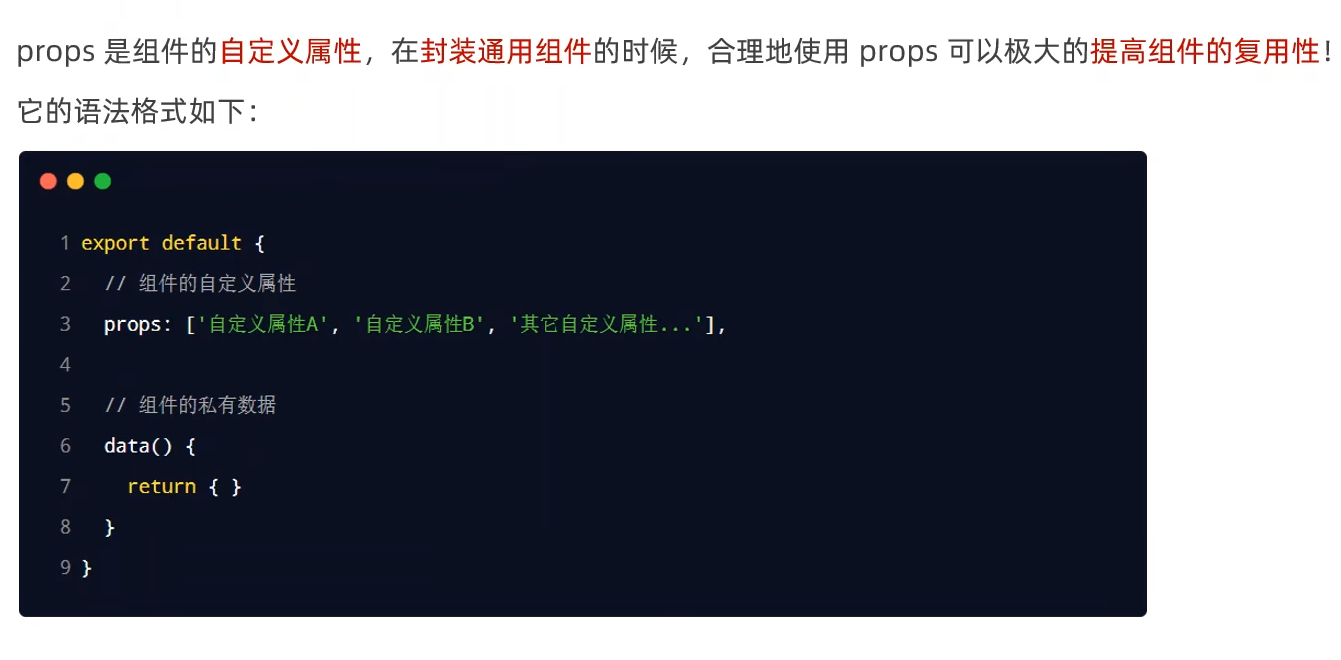 props 是组件的自定义属性，在封装通用组件的时候，合理地使用 props 可以极大的提高组件的复用性！
它的语法格式如下：
1 export default {
2   // 组件的自定义属性
3   props: ['自定义属性A', '自定义属性B', '其它自定义属性...'],
4
5   // 组件的私有数据
6   data() {
7     return { }
8   }
9 }